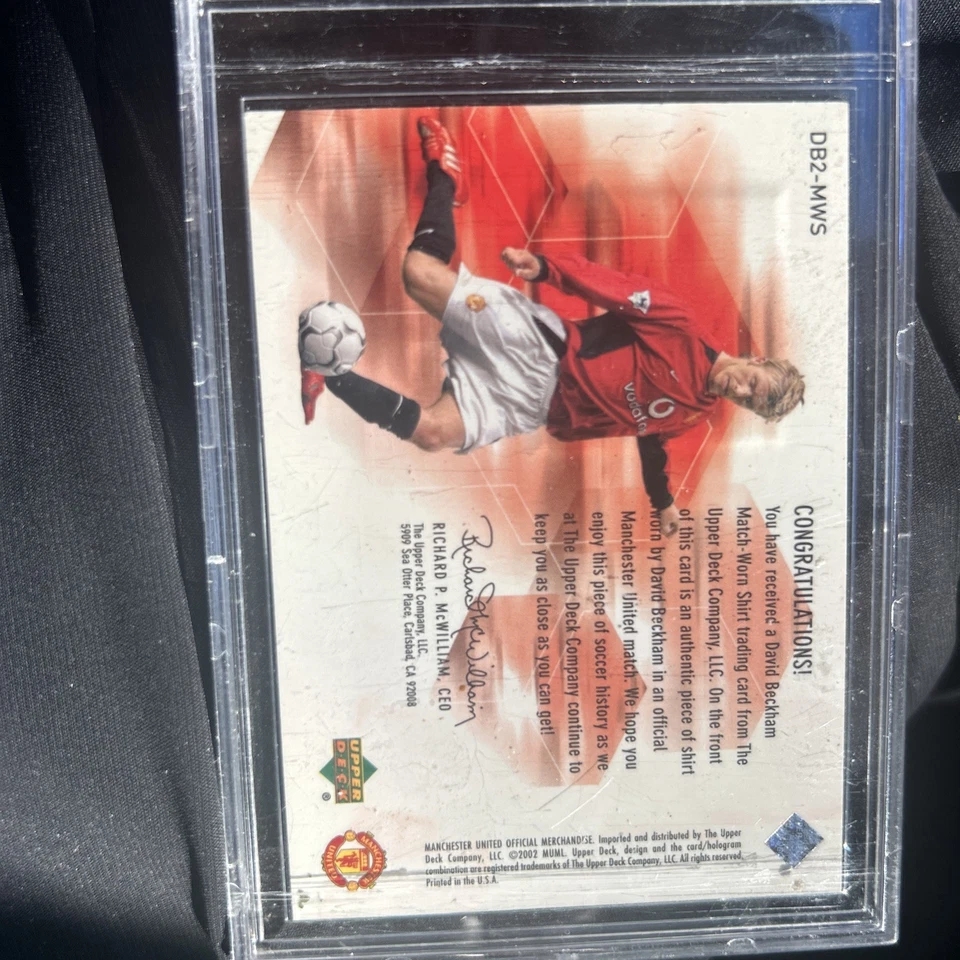 DB2-MWS
CONGRATULATIONS!
You have received a David Beckham
Match-Worn Shirt trading card from The
Upper Deck Company, LLC. On the front
of this card is an authentic piece of shirt
worn by David Beckham in an official
Manchester United match. We hope you
enjoy this piece of soccer history as we
at The Upper Deck Company continue to
keep you as close as you can get!
Richard McWilliam
RICHARD P. McWILLIAM, CEO
The Upper Deck Company, LLC.
5909 Sea Otter Place, Carlsbad, CA 92008
vodafo
UPPER
DECK
®
MANCHESTER
UNITED
MANCHESTER UNITED OFFICIAL MERCHANDISE. Imported and distributed by The Upper
Deck Company, LLC. ©2002 MUML. Upper Deck, design and the card/hologram
combination are registered trademarks of The Upper Deck Company, LLC. All rights reserved.
Printed in the U.S.A.